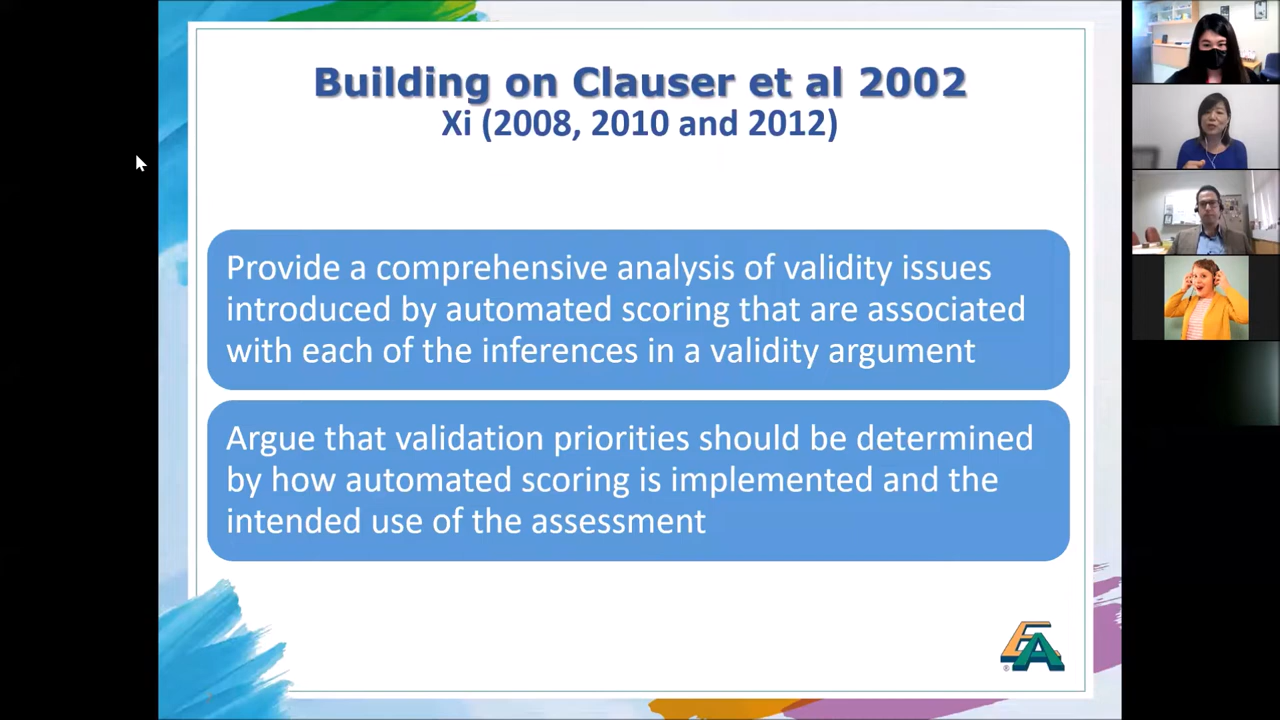 Building on Clauser et al 2002
Xi (2008, 2010 and 2012)
Provide a comprehensive analysis of validity issues
introduced by automated scoring that are associated
with each of the inferences in a validity argument
Argue that validation priorities should be determined
by how automated scoring is implemented and the
intended use of the assessment
EA
®